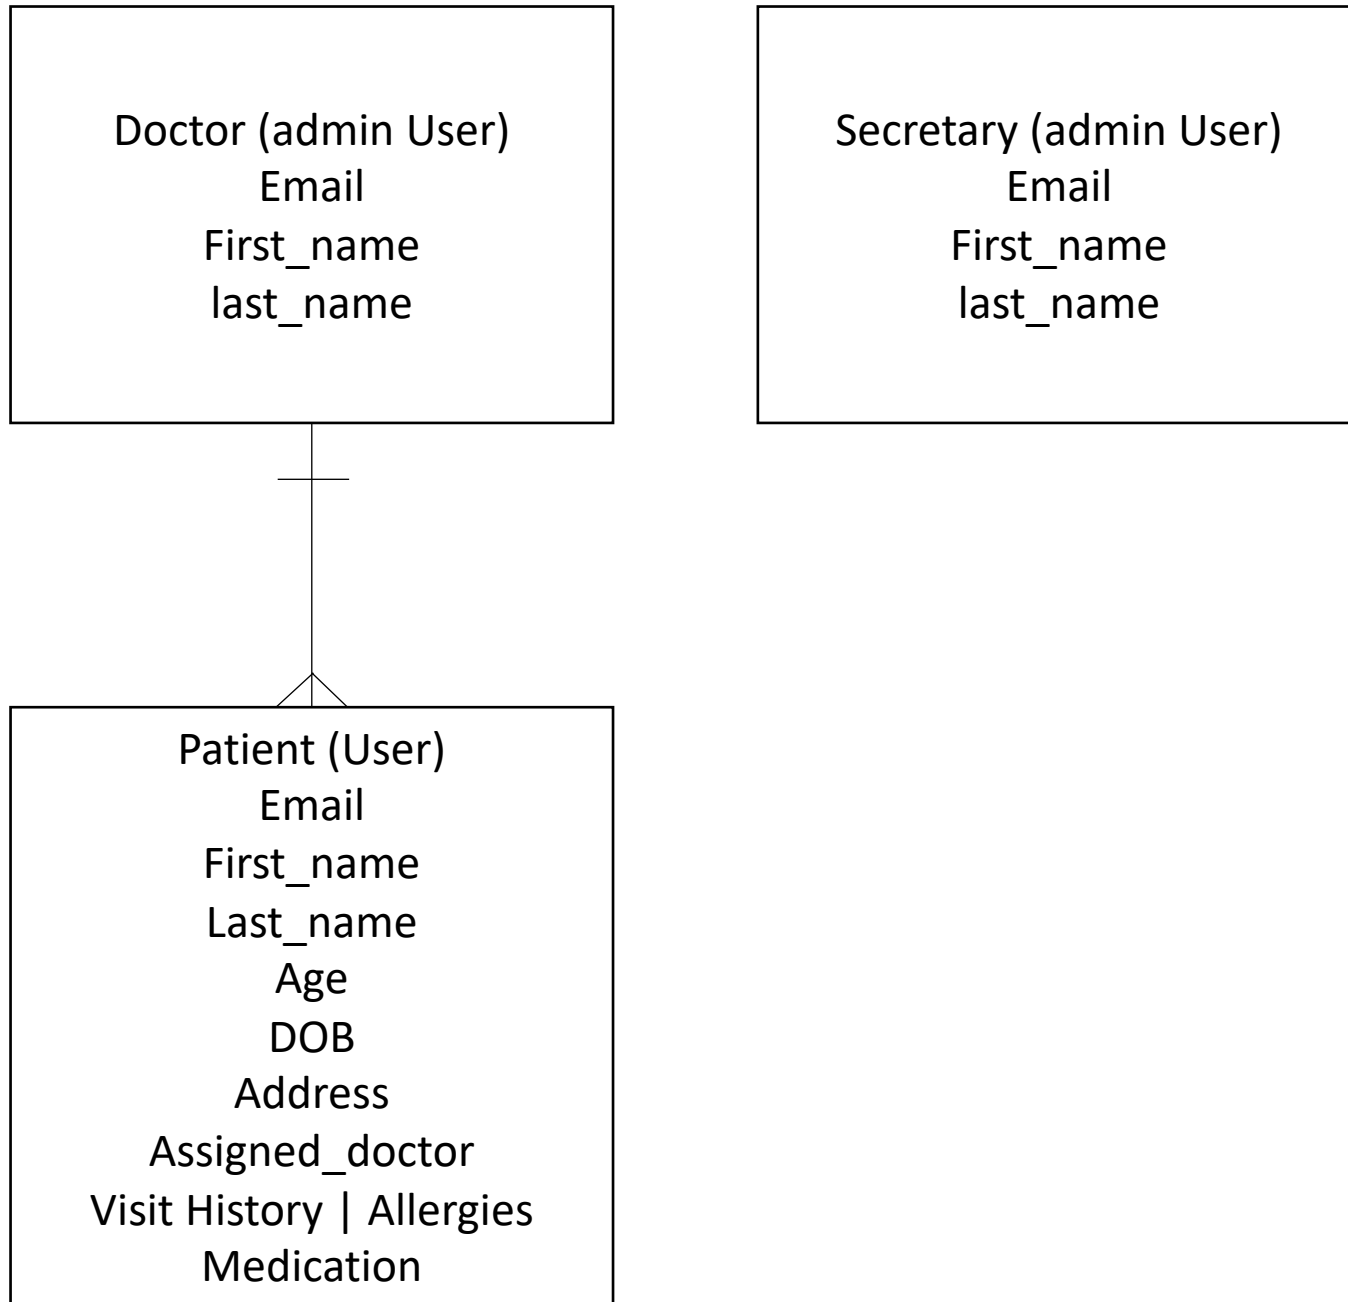 Doctor (admin User)
Email
First_name
last_name
Secretary (admin User)
Email
First_name
last_name
Patient (User)
Email
First_name
Last_name
Age
DOB
Address
Assigned_doctor
Visit History | Allergies
Medication